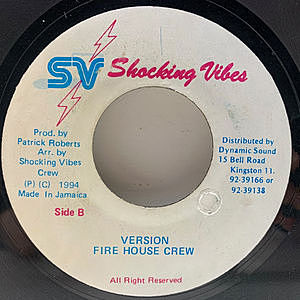 SV Shocking Vibes
Prod. by
Patrick Roberts
Arr. by
Shocking Vibes
Crew
(P) (C) 1994
Made In Jamaica
Side B
Distributed by
Dynamic Sound
15 Bell Road
Kingston 11.
92-39166 or
92-39138
VERSION
FIRE HOUSE CREW
All Right Reserved